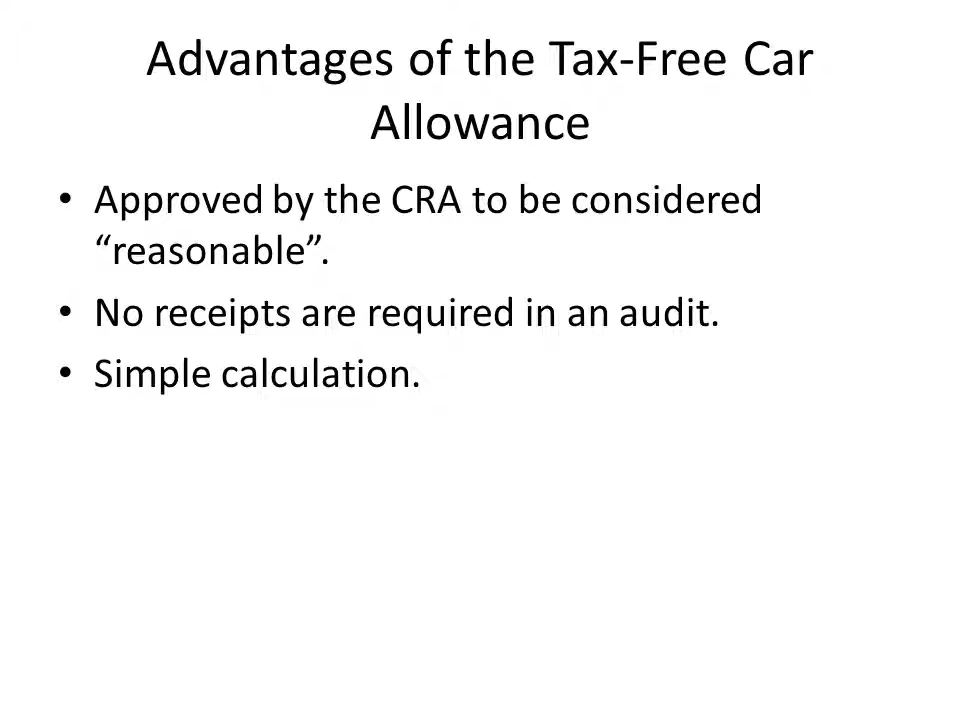 Advantages of the Tax-Free Car
Allowance
• Approved by the CRA to be considered
“reasonable”.
• No receipts are required in an audit.
• Simple calculation.